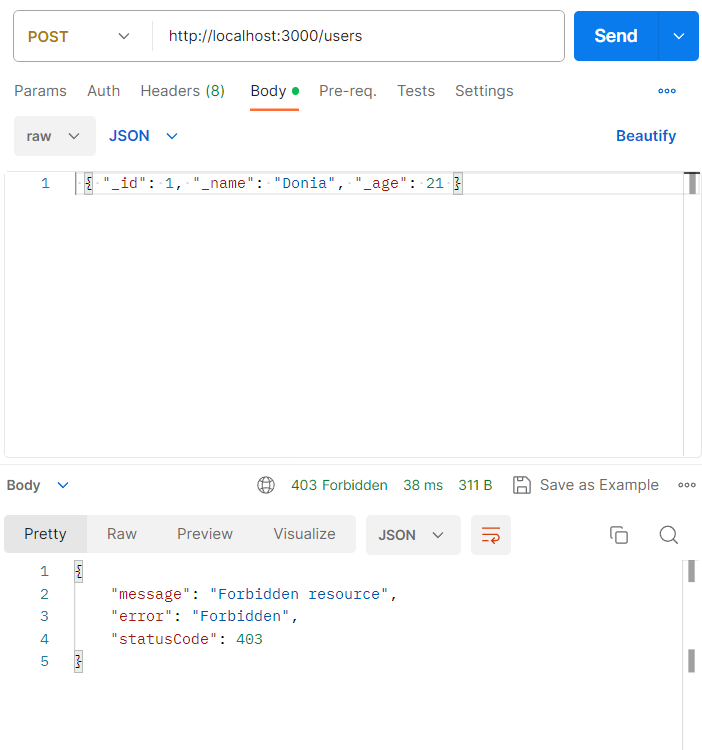 POST http://localhost:3000/users Send
Params Auth Headers (8) Body Pre-req. Tests Settings
raw JSON Beautify
1 { "_id": 1, "_name": "Donia", "_age": 21 }
Body 403 Forbidden 38 ms 311 B Save as Example
Pretty Raw Preview Visualize JSON
1 {
2 "message": "Forbidden resource",
3 "error": "Forbidden",
4 "statusCode": 403
5 }